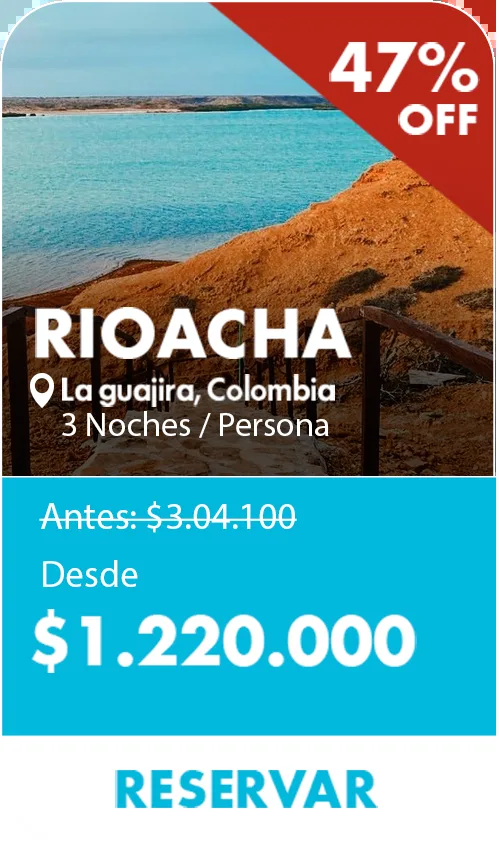 47%
OFF
RIOACHA
La guajira, Colombia
3 Noches / Persona
Antes: $3.04.100
Desde
$1.220.000
RESERVAR